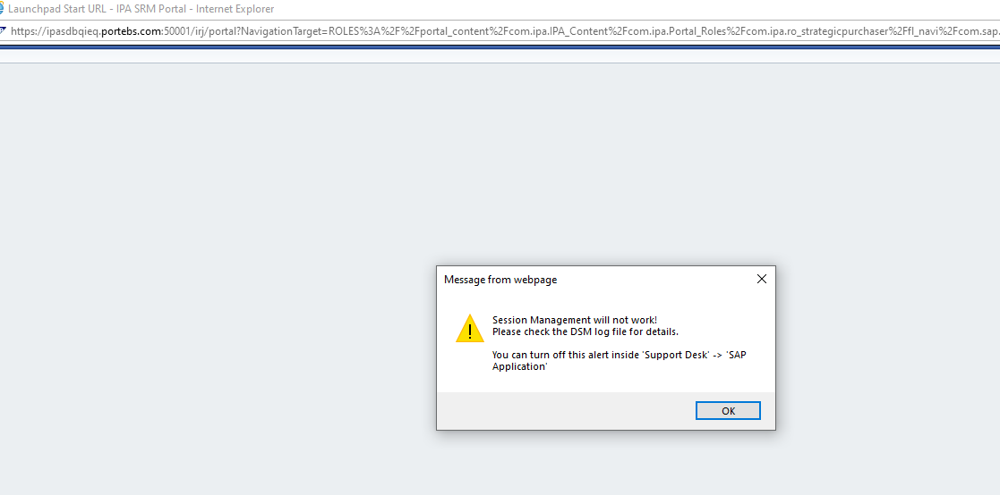 Launchpad Start URL - IPA SRM Portal - Internet Explorer
https://ipasdbqieq.portebs.com:50001/irj/portal?NavigationTarget=ROLES%3A%2F%2Fportal_content%2Fcom.ipa.IPA_Content%2Fcom.ipa.Portal_Roles%2Fcom.ipa.ro_strategicpurchaser%2Ffl_navi%2Fcom.sap.
Message from webpage
Session Management will not work!
Please check the DSM log file for details.
You can turn off this alert inside 'Support Desk' -> 'SAP
Application'
OK